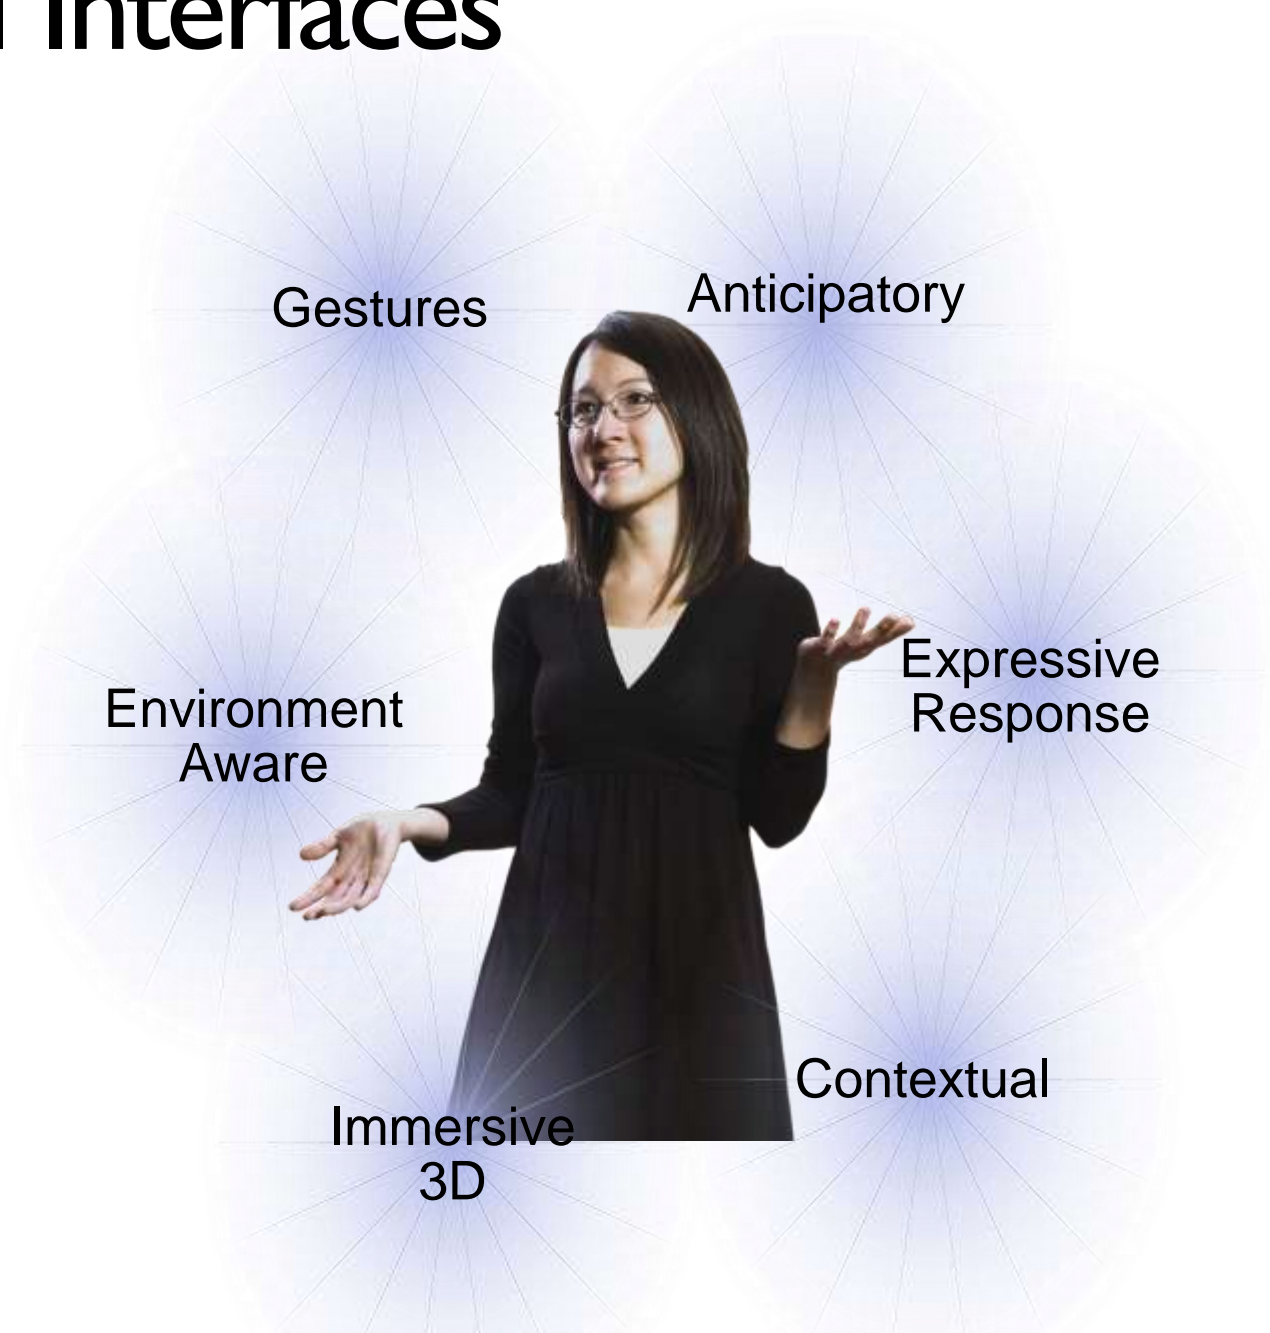 Interfaces
Gestures
Anticipatory
Expressive
Response
Environment
Aware
Contextual
Immersive
3D